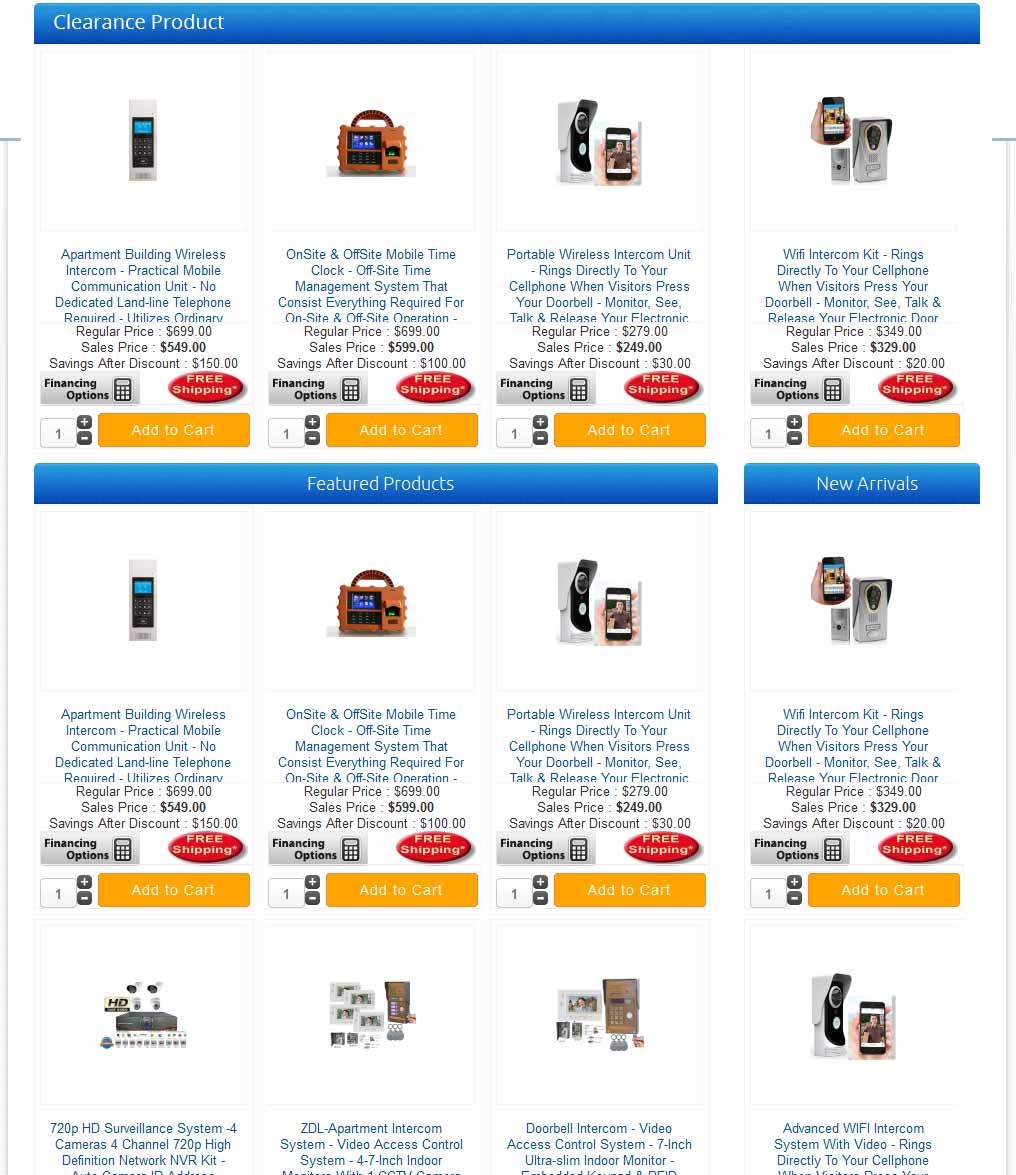 Clearance Product
Apartment Building Wireless
Intercom - Practical Mobile
Communication Unit - No
Dedicated Land-line Telephone
Required - Utilizes Ordinary
Regular Price : $699.00
Sales Price : $549.00
Savings After Discount : $150.00
Financing
Options
FREE
Shipping*
1
Add to Cart
OnSite & OffSite Mobile Time
Clock - Off-Site Time
Management System That
Consist Everything Required For
On-Site & Off-Site Operation -
Regular Price : $699.00
Sales Price : $599.00
Savings After Discount : $100.00
Financing
Options
FREE
Shipping*
1
Add to Cart
Portable Wireless Intercom Unit
- Rings Directly To Your
Cellphone When Visitors Press
Your Doorbell - Monitor, See,
Talk & Release Your Electronic
Regular Price : $279.00
Sales Price : $249.00
Savings After Discount : $30.00
Financing
Options
FREE
Shipping*
1
Add to Cart
Wifi Intercom Kit - Rings
Directly To Your Cellphone
When Visitors Press Your
Doorbell - Monitor, See, Talk &
Release Your Electronic Door
Regular Price : $349.00
Sales Price : $329.00
Savings After Discount : $20.00
Financing
Options
FREE
Shipping*
1
Add to Cart
Featured Products
New Arrivals
Apartment Building Wireless
Intercom - Practical Mobile
Communication Unit - No
Dedicated Land-line Telephone
Required - Utilizes Ordinary
Regular Price : $699.00
Sales Price : $549.00
Savings After Discount : $150.00
Financing
Options
FREE
Shipping*
1
Add to Cart
OnSite & OffSite Mobile Time
Clock - Off-Site Time
Management System That
Consist Everything Required For
On-Site & Off-Site Operation -
Regular Price : $699.00
Sales Price : $599.00
Savings After Discount : $100.00
Financing
Options
FREE
Shipping*
1
Add to Cart
Portable Wireless Intercom Unit
- Rings Directly To Your
Cellphone When Visitors Press
Your Doorbell - Monitor, See,
Talk & Release Your Electronic
Regular Price : $279.00
Sales Price : $249.00
Savings After Discount : $30.00
Financing
Options
FREE
Shipping*
1
Add to Cart
Wifi Intercom Kit - Rings
Directly To Your Cellphone
When Visitors Press Your
Doorbell - Monitor, See, Talk &
Release Your Electronic Door
Regular Price : $349.00
Sales Price : $329.00
Savings After Discount : $20.00
Financing
Options
FREE
Shipping*
1
Add to Cart
HD
720p HD Surveillance System -4
Cameras 4 Channel 720p High
Definition Network NVR Kit -
Auto Camera IP Address
ZDL-Apartment Intercom
System - Video Access Control
System - 4-7-Inch Indoor
Monitors With 1 CCTV Camera
Doorbell Intercom - Video
Access Control System - 7-Inch
Ultra-slim Indoor Monitor -
Embedded Keypad & RFID
Advanced WIFI Intercom
System With Video - Rings
Directly To Your Cellphone
When Visitors Press Your